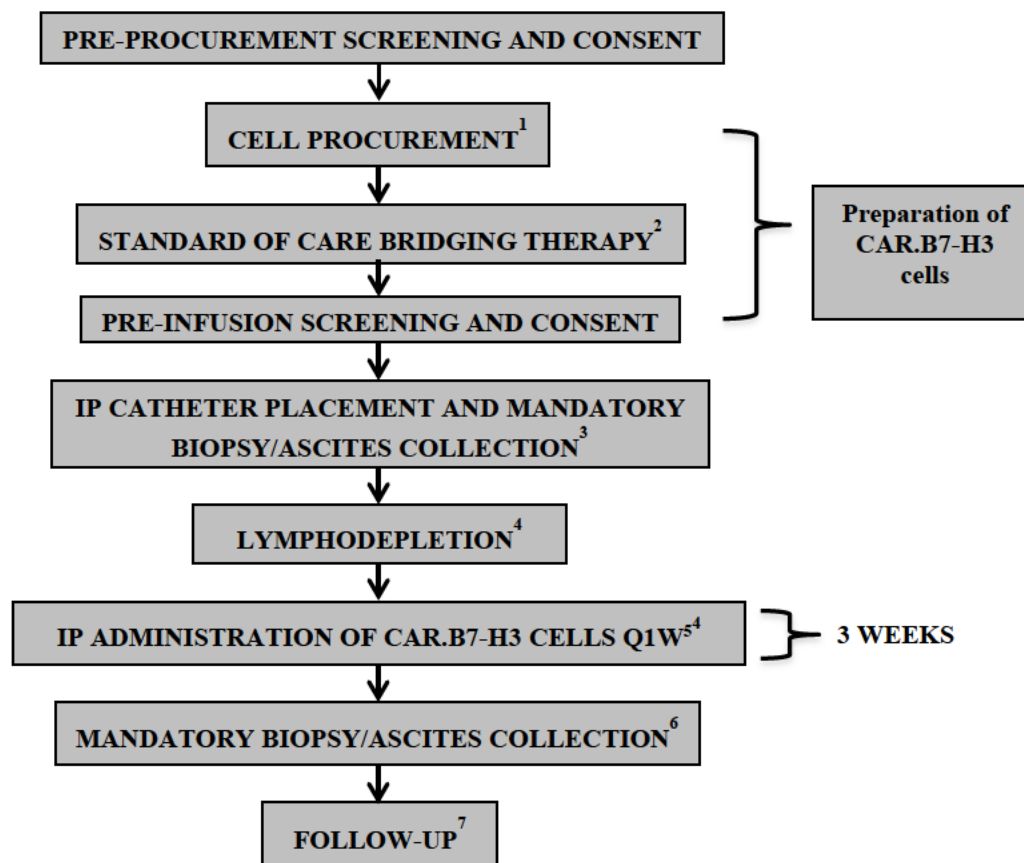 PRE-PROCUREMENT SCREENING AND CONSENT
CELL PROCUREMENT1
STANDARD OF CARE BRIDGING THERAPY2
PRE-INFUSION SCREENING AND CONSENT
Preparation of
CAR.B7-H3
cells
IP CATHETER PLACEMENT AND MANDATORY
BIOPSY/ASCITES COLLECTION3
LYMPHODEPLETION4
IP ADMINISTRATION OF CAR.B7-H3 CELLS Q1W54
3 WEEKS
MANDATORY BIOPSY/ASCITES COLLECTION6
FOLLOW-UP7